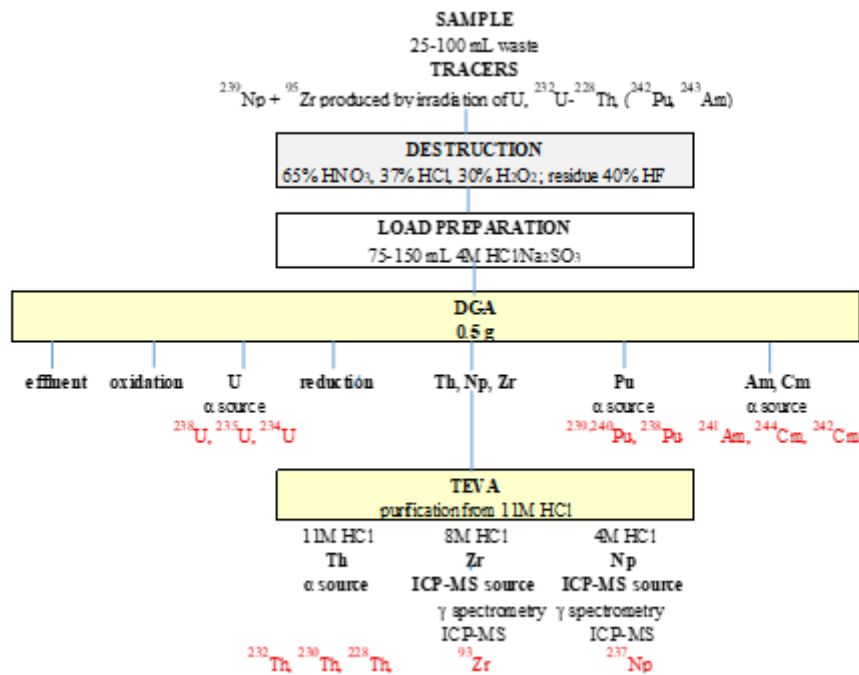 SAMPLE
25-100 mL waste
TRACERS
²³⁹Np + ⁹⁵Zr produced by irradiation of U, ²³²U-²²⁸Th, (²⁴²Pu, ²⁴³Am)
DESTRUCTION
65% HNO₃, 37% HCl, 30% H₂O₂; residue 40% HF
LOAD PREPARATION
75-150 mL 4M HCl/Na₂SO₃
DGA
0.5 g
effluent oxidation U reduction Th, Np, Zr Pu Am, Cm
α source α source α source
²³⁸U, ²³⁵U, ²³⁴U ²³⁹,²⁴⁰Pu, ²³⁸Pu ²⁴¹Am, ²⁴⁴Cm, ²⁴²Cm
TEVA
purification from 11M HCl
11M HCl 8M HCl 4M HCl
Th Zr Np
α source ICP-MS source ICP-MS source
γ spectrometry γ spectrometry
ICP-MS ICP-MS
²³²Th, ²³⁰Th, ²²⁸Th, ⁹³Zr ²³⁷Np